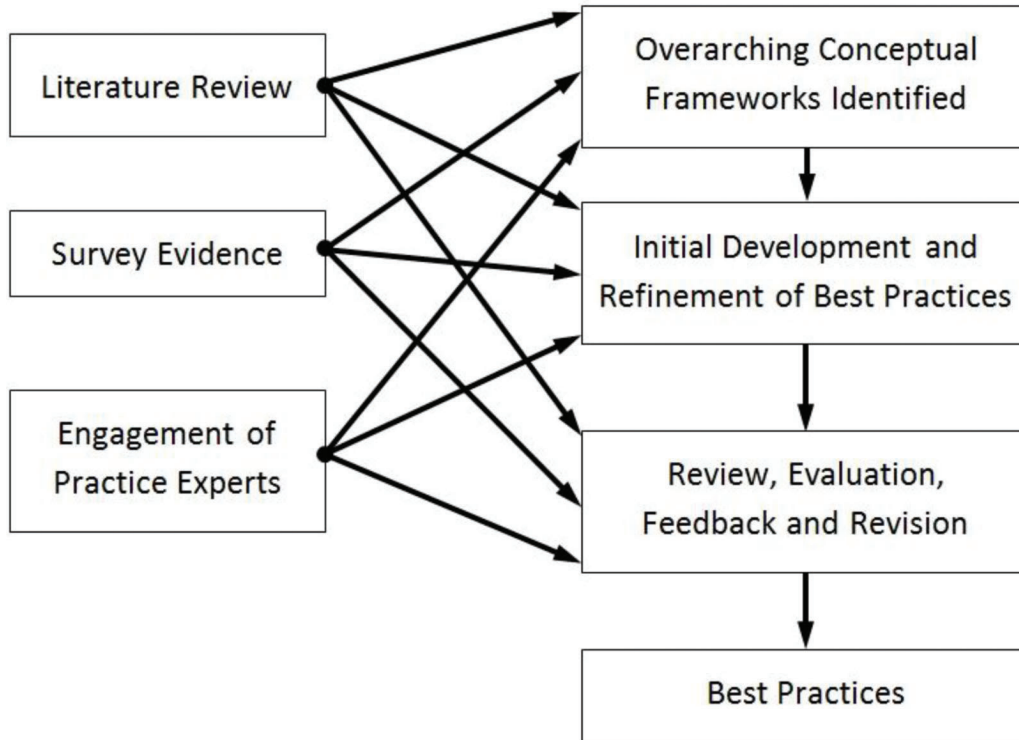 Literature Review
Survey Evidence
Engagement of
Practice Experts
Overarching Conceptual
Frameworks Identified
Initial Development and
Refinement of Best Practices
Review, Evaluation,
Feedback and Revision
Best Practices